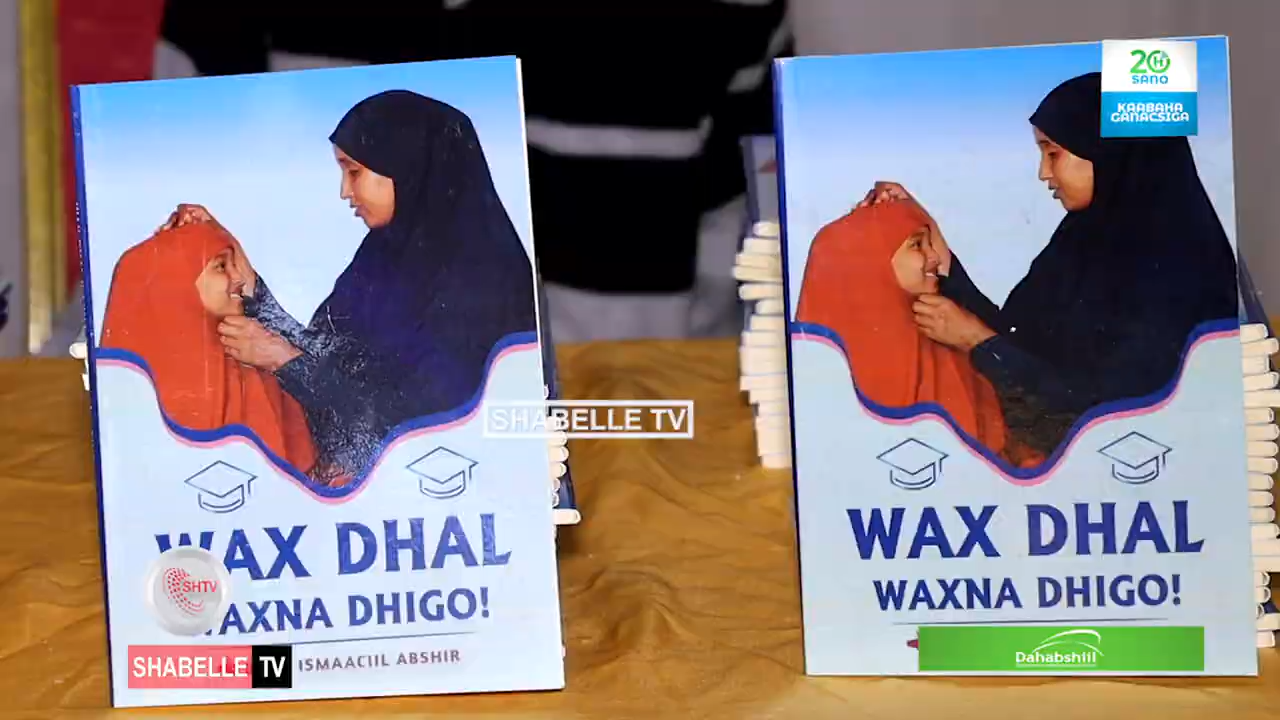 20
SANO
KAABAHA
GANACSIGA
SHABELLE TV
WAX DHAL
WAXNA DHIGO!
ISMAACIIL ABSHIR
WAX DHAL
WAXNA DHIGO!
SHTV
SHABELLE TV
Dahabshiil